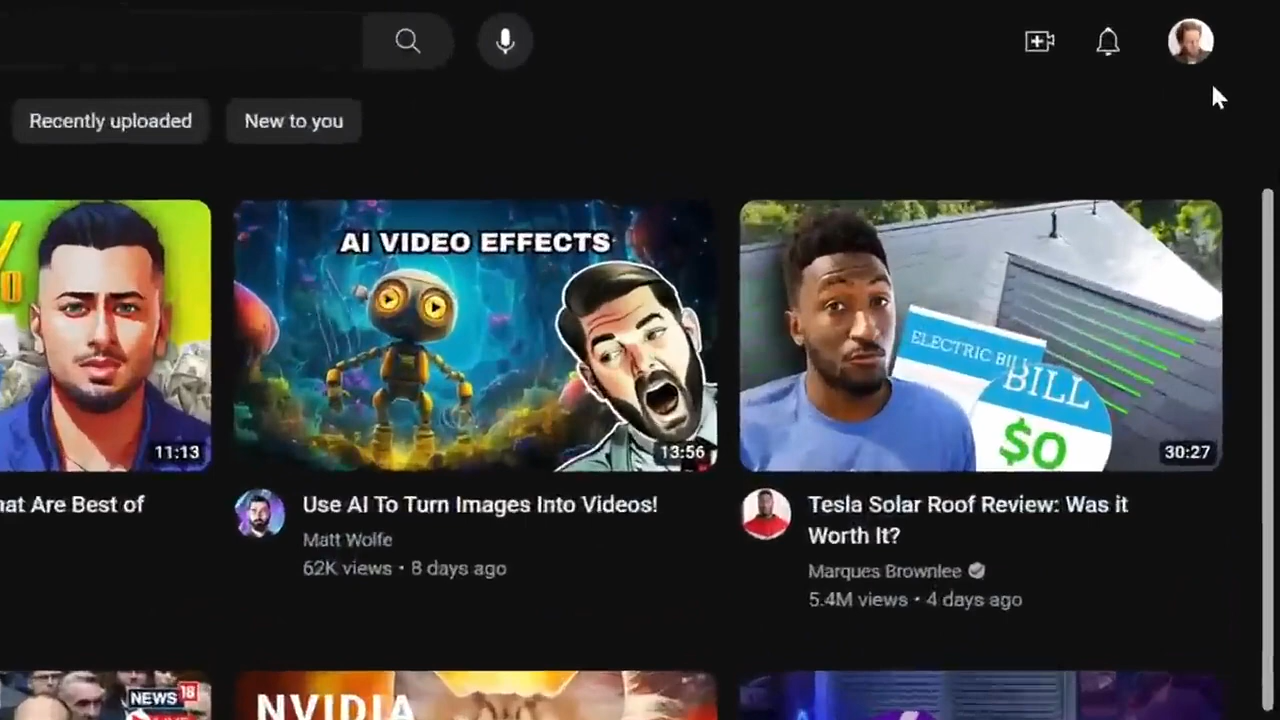 Recently uploaded
New to you
%
AI VIDEO EFFECTS
ELECTRIC BILL
BILL
$0
11:13
13:56
30:27
hat Are Best of
Use AI To Turn Images Into Videos!
Matt Wolfe
62K views • 8 days ago
Tesla Solar Roof Review: Was it
Worth It?
Marques Brownlee
5.4M views • 4 days ago
NEWS 18
LIVE
NVIDIA